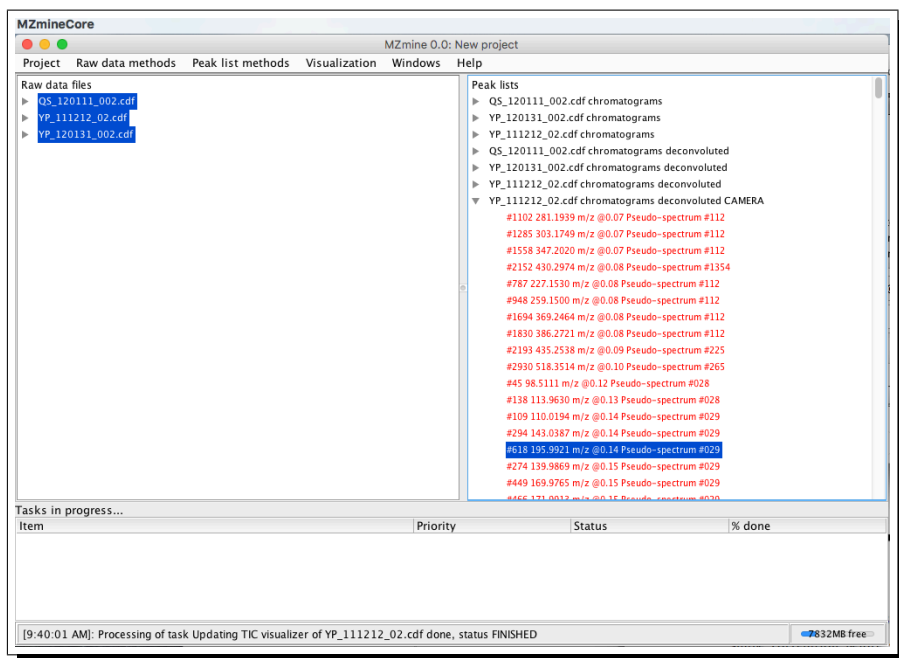 MZmineCore
MZmine 0.0: New project
Project Raw data methods Peak list methods Visualization Windows Help
Raw data files
QS_120111_002.cdf
YP_111212_02.cdf
YP_120131_002.cdf
Peak lists
QS_120111_002.cdf chromatograms
YP_120131_002.cdf chromatograms
YP_111212_02.cdf chromatograms
QS_120111_002.cdf chromatograms deconvoluted
YP_120131_002.cdf chromatograms deconvoluted
YP_111212_02.cdf chromatograms deconvoluted
YP_111212_02.cdf chromatograms deconvoluted CAMERA
#1102 281.1939 m/z @0.07 Pseudo-spectrum #112
#1285 303.1749 m/z @0.07 Pseudo-spectrum #112
#1558 347.2020 m/z @0.07 Pseudo-spectrum #112
#2152 430.2974 m/z @0.08 Pseudo-spectrum #1354
#787 227.1530 m/z @0.08 Pseudo-spectrum #112
#948 259.1500 m/z @0.08 Pseudo-spectrum #112
#1694 369.2464 m/z @0.08 Pseudo-spectrum #112
#1830 386.2721 m/z @0.08 Pseudo-spectrum #112
#2193 435.2538 m/z @0.09 Pseudo-spectrum #225
#2930 518.3514 m/z @0.10 Pseudo-spectrum #265
#45 98.5111 m/z @0.12 Pseudo-spectrum #028
#138 113.9630 m/z @0.13 Pseudo-spectrum #028
#109 110.0194 m/z @0.14 Pseudo-spectrum #029
#294 143.0387 m/z @0.14 Pseudo-spectrum #029
#618 195.9921 m/z @0.14 Pseudo-spectrum #029
#274 139.9869 m/z @0.15 Pseudo-spectrum #029
#449 169.9765 m/z @0.15 Pseudo-spectrum #029
#466 171.9913 m/z @0.15 Pseudo-spectrum #029
Tasks in progress...
Item Priority Status % done
[9:40:01 AM]: Processing of task Updating TIC visualizer of YP_111212_02.cdf done, status FINISHED
7832MB free